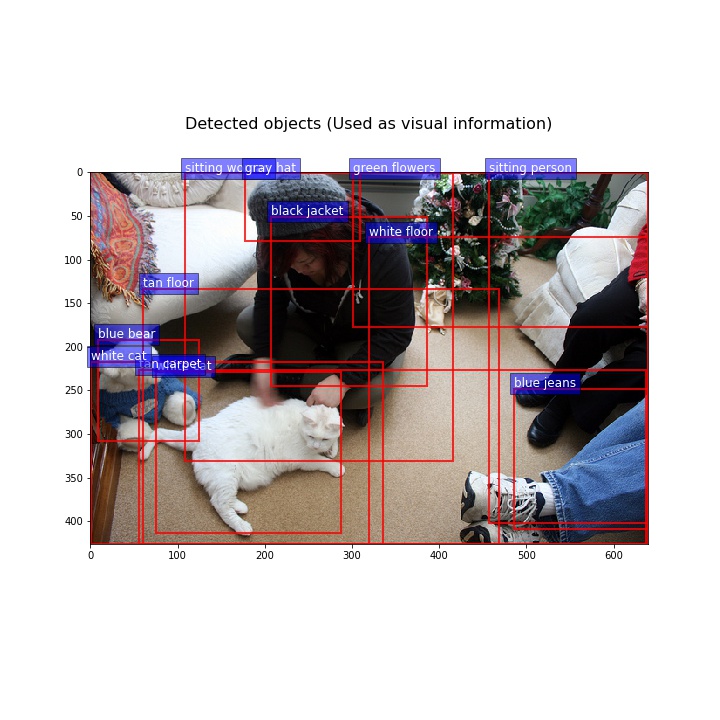 Detected objects (Used as visual information)
sitting wo
gray hat
green flowers
sitting person
black jacket
white floor
tan floor
blue bear
white cat
tan carpet
blue jeans
0
50
100
150
200
250
300
350
400
0 100 200 300 400 500 600